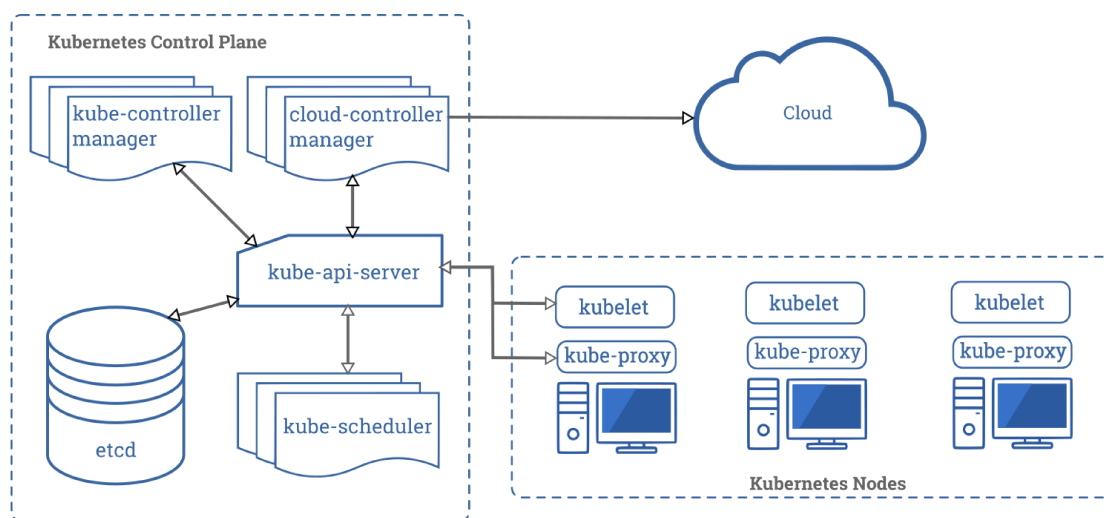 Kubernetes Control Plane
kube-controller
manager
cloud-controller
manager
Cloud
kube-api-server
etcd
kube-scheduler
kubelet
kubelet
kubelet
kube-proxy
kube-proxy
kube-proxy
Kubernetes Nodes